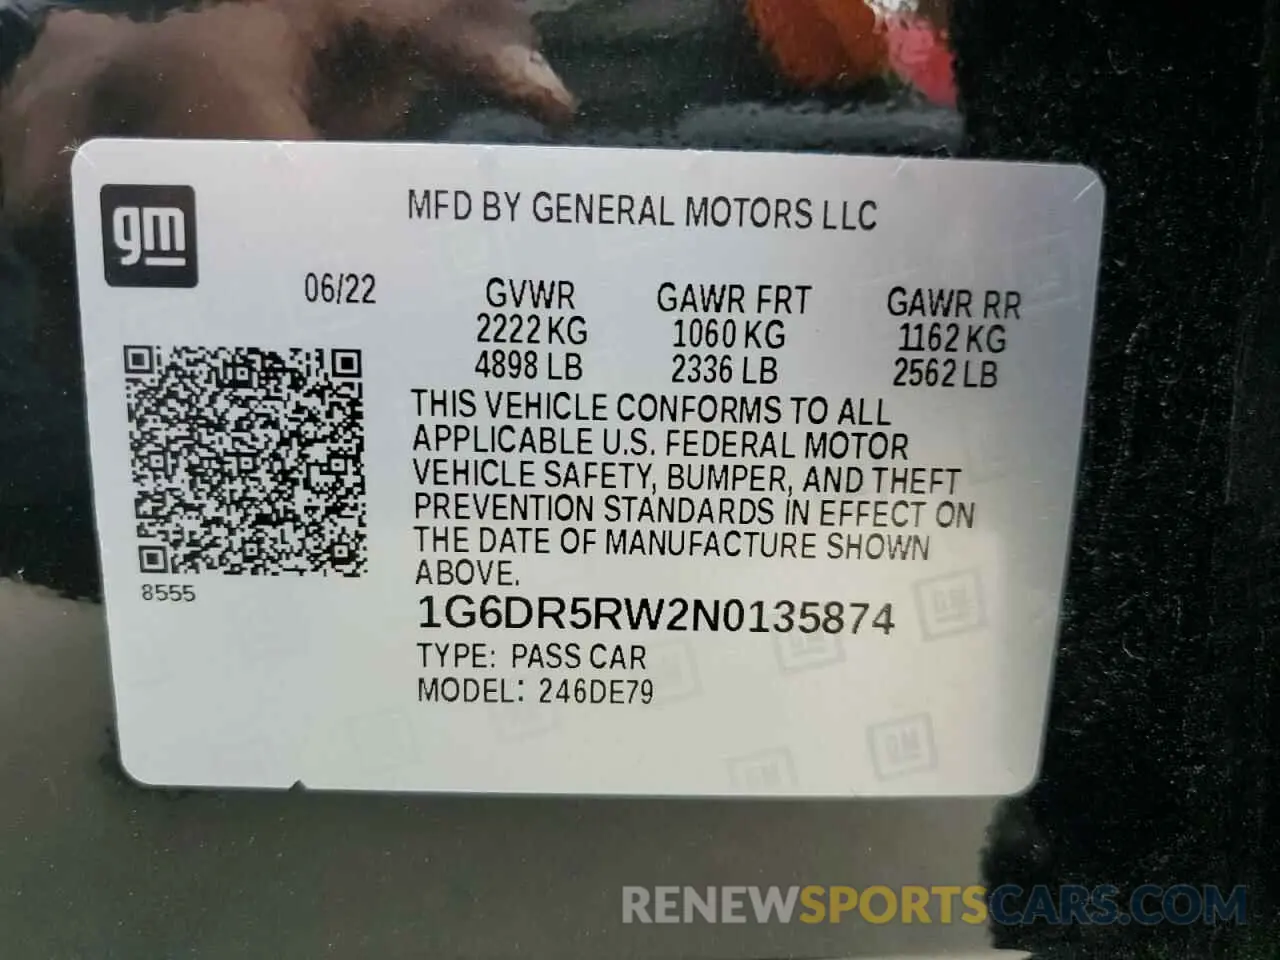 gm
MFD BY GENERAL MOTORS LLC
06/22 GVWR GAWR FRT GAWR RR
2222 KG 1060 KG 1162 KG
4898 LB 2336 LB 2562 LB
THIS VEHICLE CONFORMS TO ALL
APPLICABLE U.S. FEDERAL MOTOR
VEHICLE SAFETY, BUMPER, AND THEFT
PREVENTION STANDARDS IN EFFECT ON
THE DATE OF MANUFACTURE SHOWN
ABOVE.
8555
1G6DR5RW2N0135874
TYPE: PASS CAR
MODEL: 246DE79
RENEWSPORTSCARS.COM